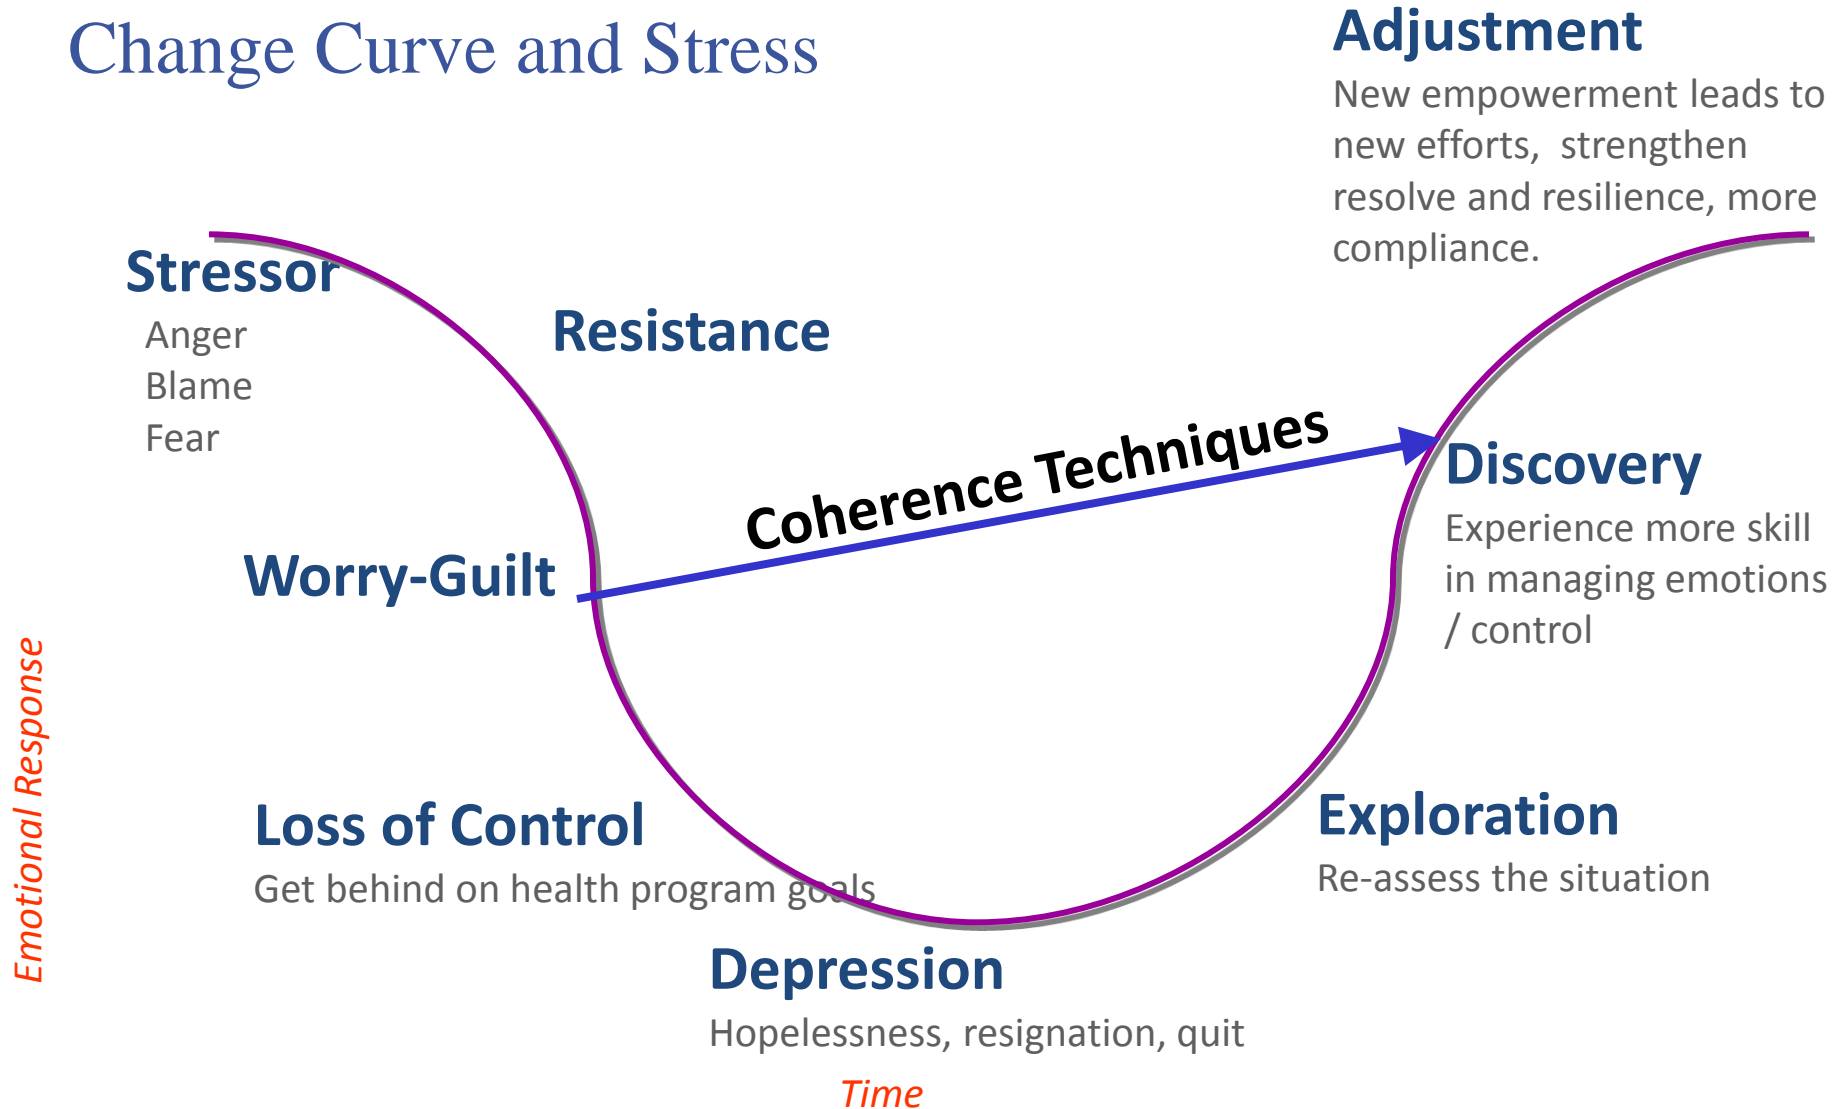 Change Curve and Stress
Adjustment
New empowerment leads to
new efforts,  strengthen
resolve and resilience, more
compliance.
Stressor
Anger
Blame
Fear
Resistance
Coherence Techniques
Discovery
Experience more skill
in managing emotions
/ control
Worry-Guilt
Emotional Response
Loss of Control
Get behind on health program goals
Exploration
Re-assess the situation
Depression
Hopelessness, resignation, quit
Time